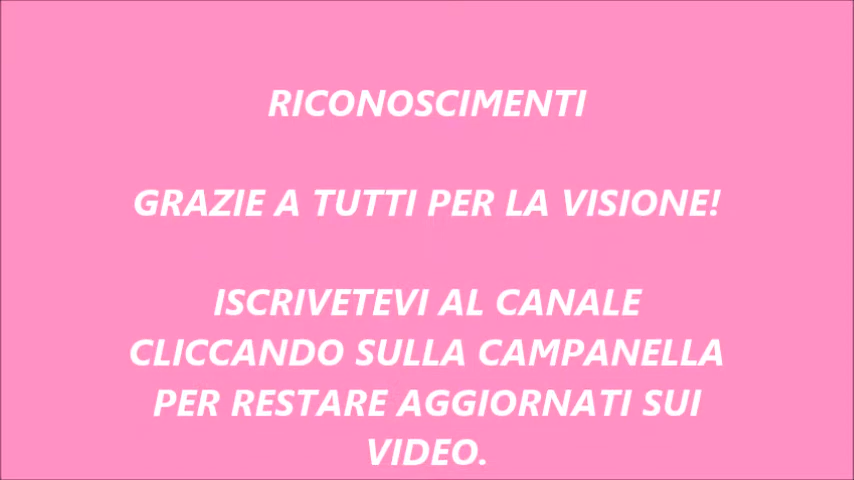 RICONOSCIMENTI
GRAZIE A TUTTI PER LA VISIONE!
ISCRIVETEVI AL CANALE
CLICCANDO SULLA CAMPANELLA
PER RESTARE AGGIORNATI SUI
VIDEO.